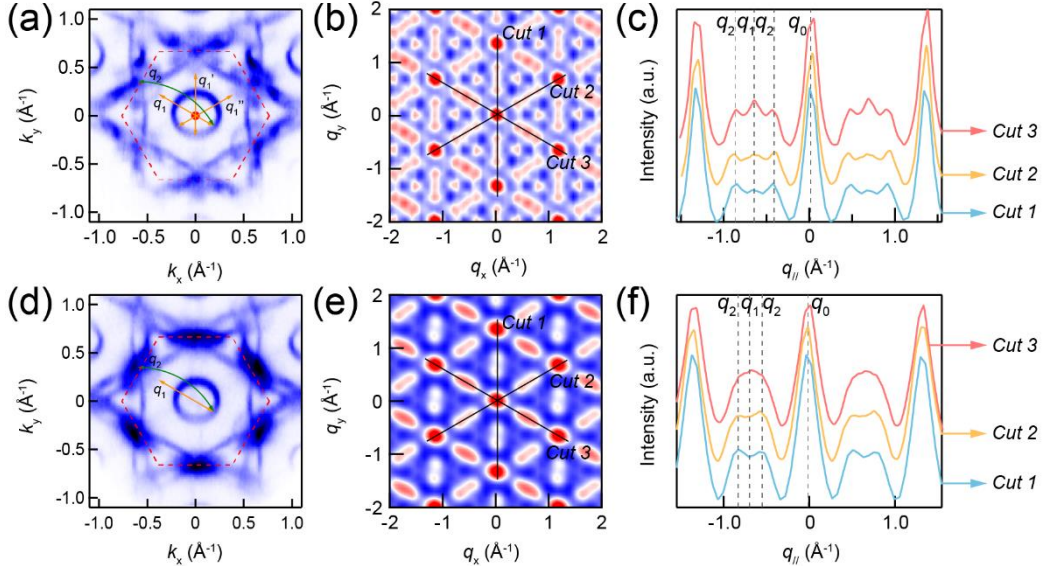 (a)
1.0
0.5
0
-0.5
-1.0
ky (Å-1)
q2
q1'
q1
q1''
-1.0 -0.5 0 0.5 1.0
kx (Å-1)
(b)
2
1
0
-1
-2
qy (Å-1)
Cut 1
Cut 2
Cut 3
-2 -1 0 1 2
qx (Å-1)
(c)
Intensity (a.u.)
q2 q1 q2 q0
Cut 3
Cut 2
Cut 1
-1.0 0 1.0
q// (Å-1)
(d)
1.0
0.5
0
-0.5
-1.0
ky (Å-1)
q2
q1
-1.0 -0.5 0 0.5 1.0
kx (Å-1)
(e)
2
1
0
-1
-2
qy (Å-1)
Cut 1
Cut 2
Cut 3
-2 -1 0 1 2
qx (Å-1)
(f)
Intensity (a.u.)
q2 q1 q2 q0
Cut 3
Cut 2
Cut 1
-1.0 0 1.0
q// (Å-1)